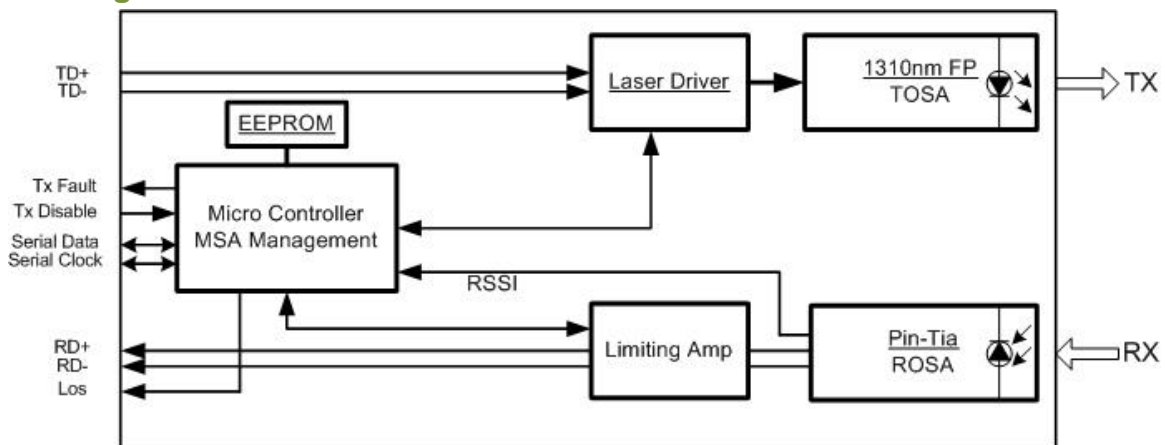 TD+
TD-
Laser Driver
1310nm FP
TOSA
TX
EEPROM
Tx Fault
Tx Disable
Serial Data
Serial Clock
Micro Controller
MSA Management
RSSI
RD+
RD-
Los
Limiting Amp
Pin-Tia
ROSA
RX